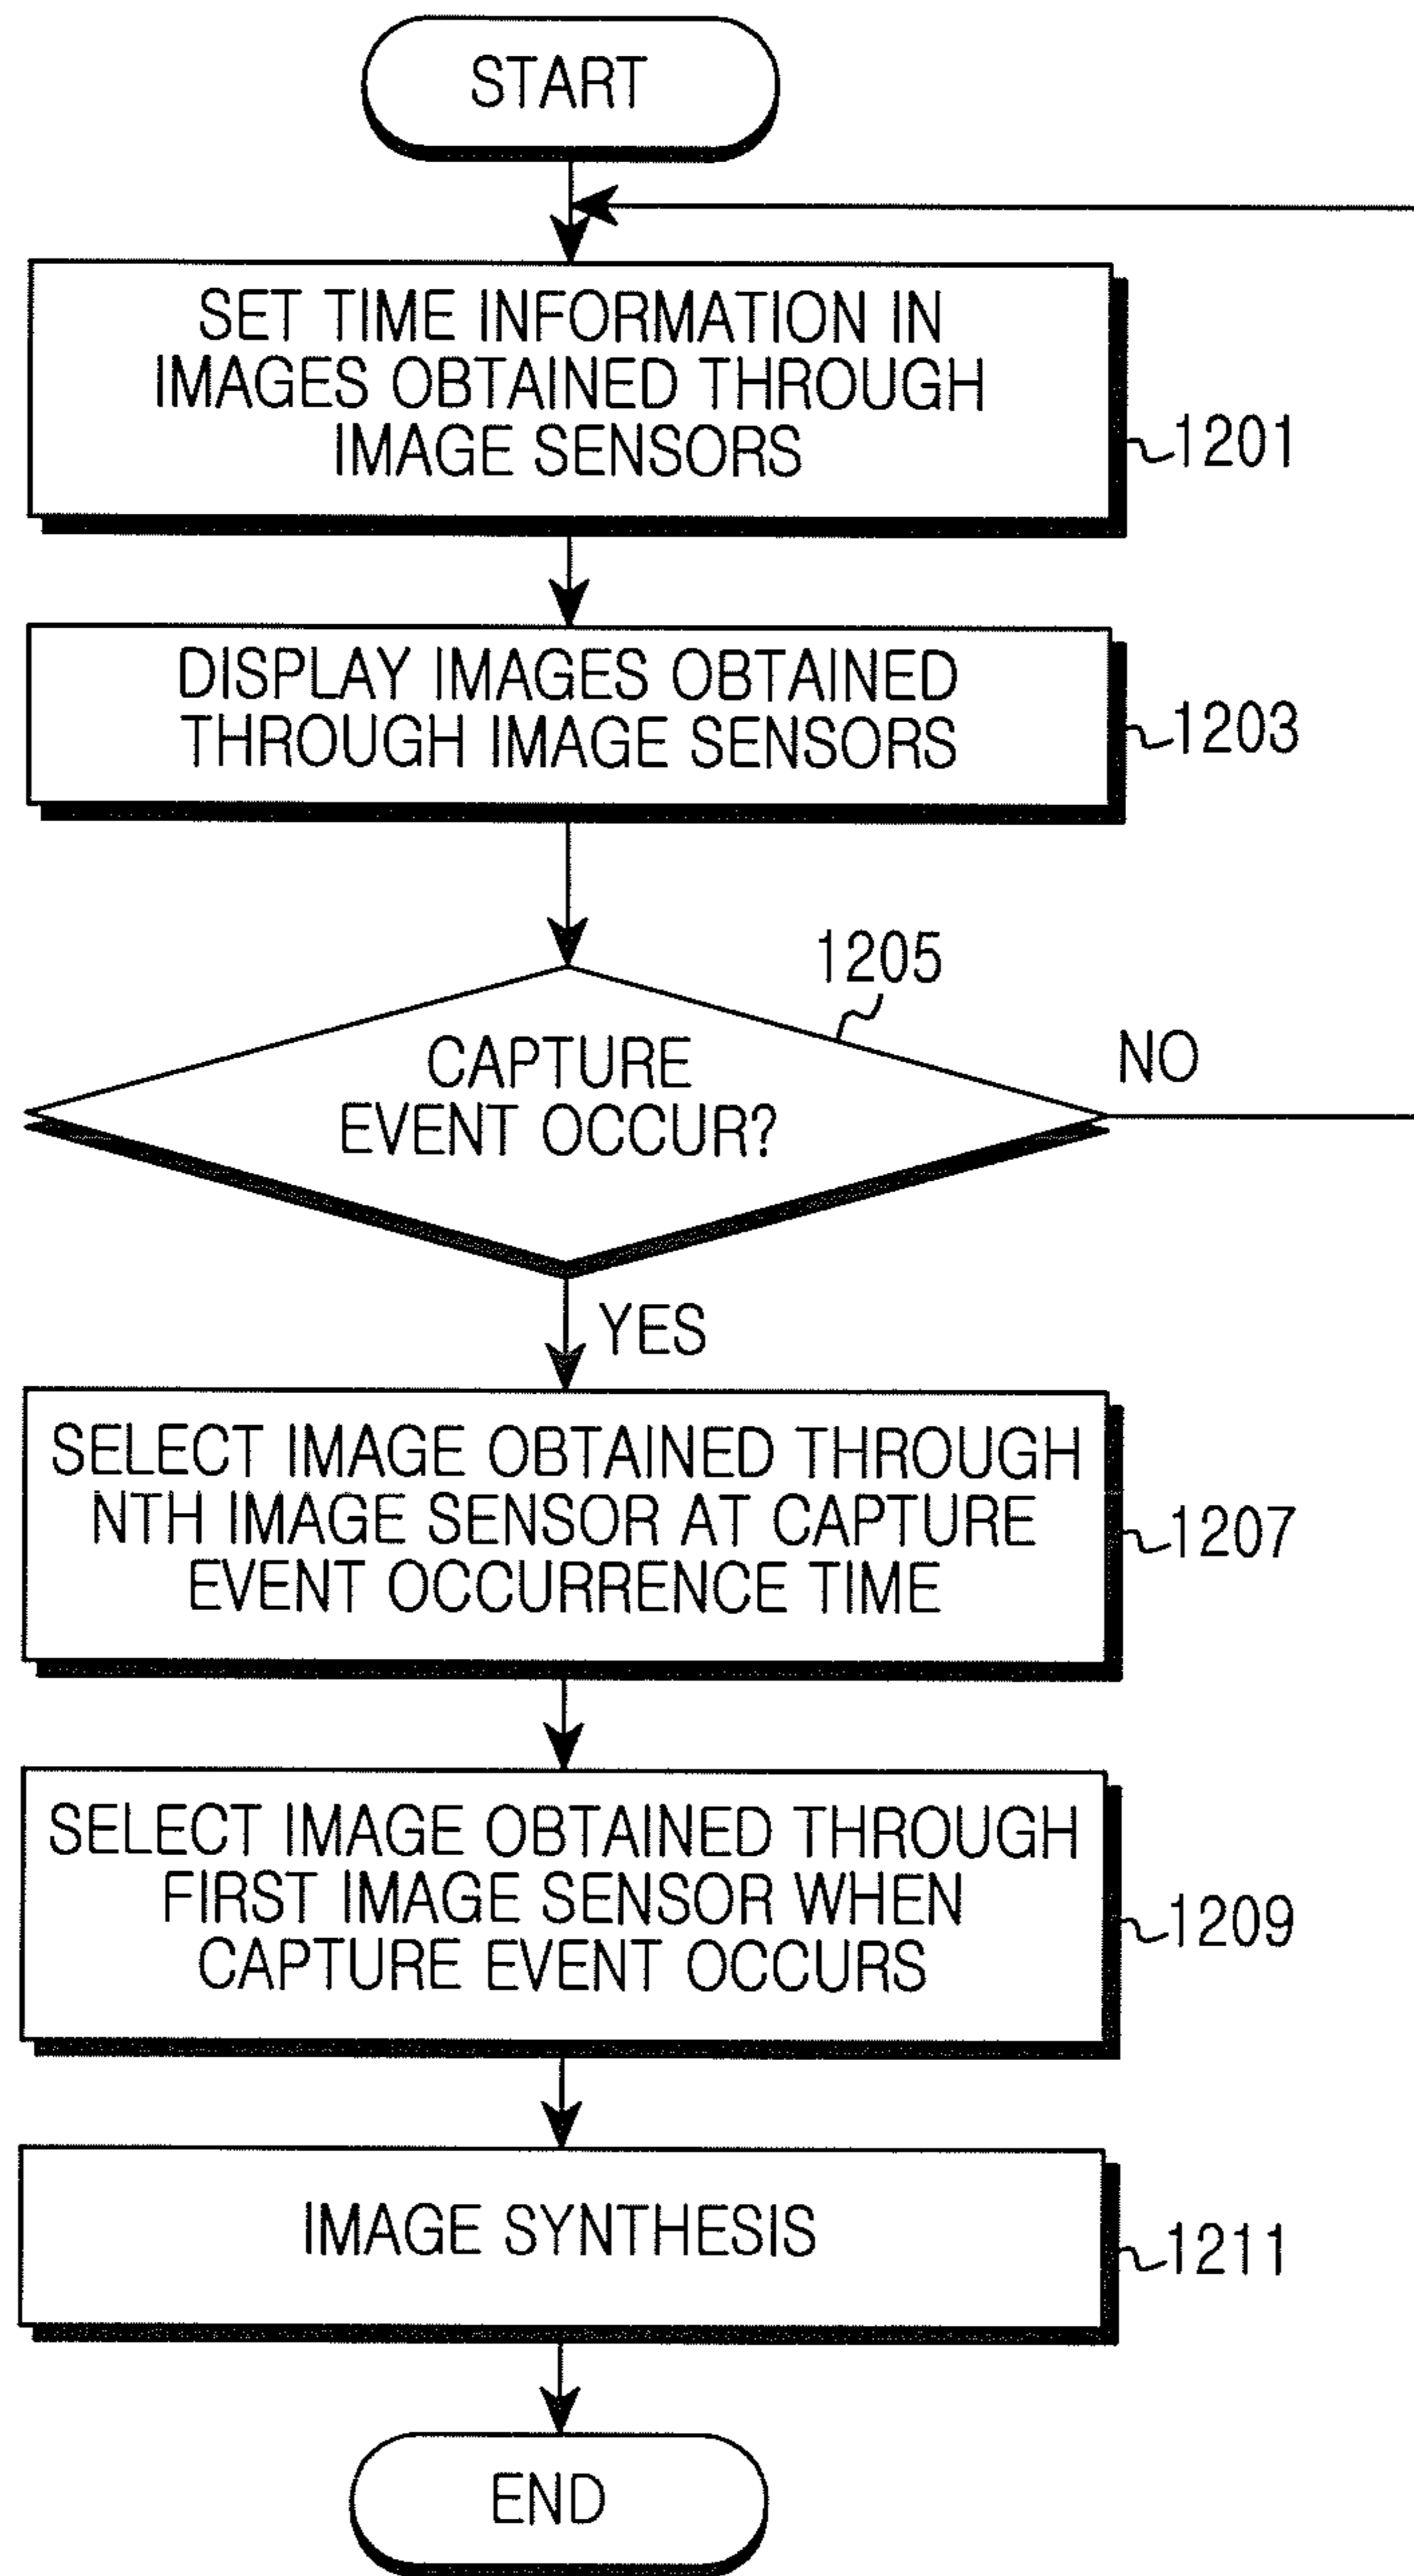 START
SET TIME INFORMATION IN
IMAGES OBTAINED THROUGH
IMAGE SENSORS
1201
DISPLAY IMAGES OBTAINED
THROUGH IMAGE SENSORS
1203
1205
CAPTURE
EVENT OCCUR?
NO
YES
SELECT IMAGE OBTAINED THROUGH
NTH IMAGE SENSOR AT CAPTURE
EVENT OCCURRENCE TIME
1207
SELECT IMAGE OBTAINED THROUGH
FIRST IMAGE SENSOR WHEN
CAPTURE EVENT OCCURS
1209
IMAGE SYNTHESIS
1211
END